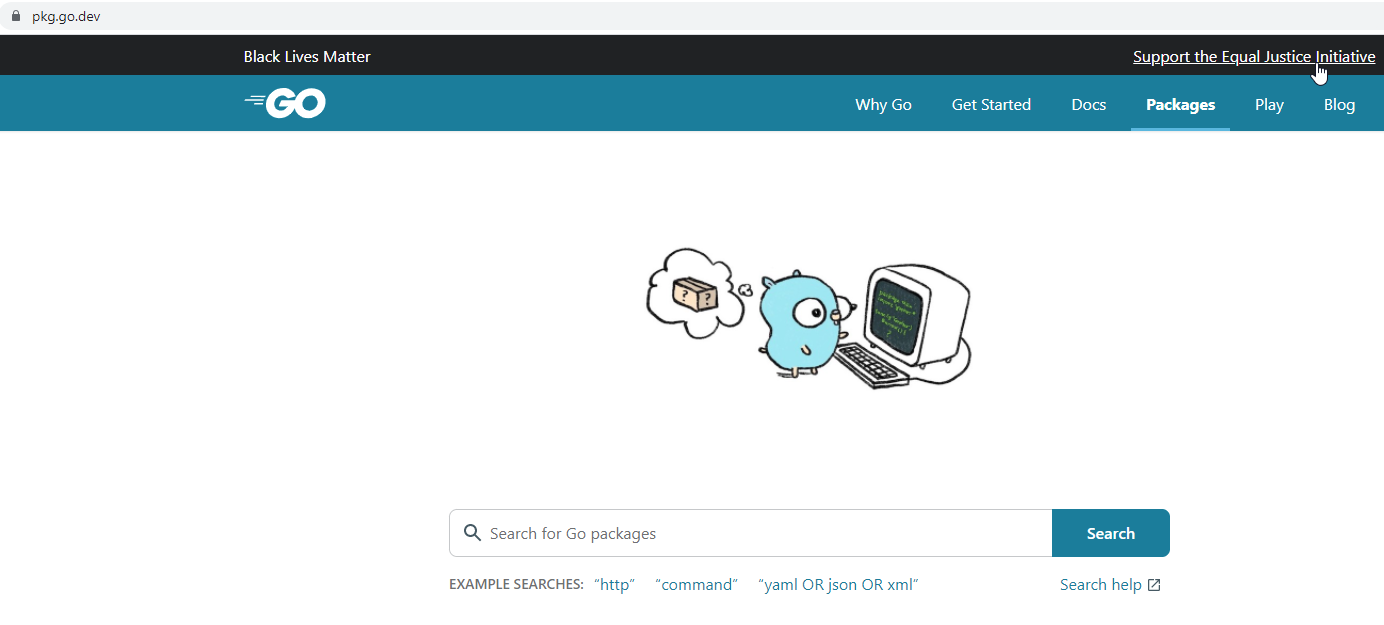 pkg.go.dev
Black Lives Matter Support the Equal Justice Initiative
GO Why Go Get Started Docs Packages Play Blog
? ?
Search for Go packages Search
EXAMPLE SEARCHES: “http” “command” “yaml OR json OR xml” Search help